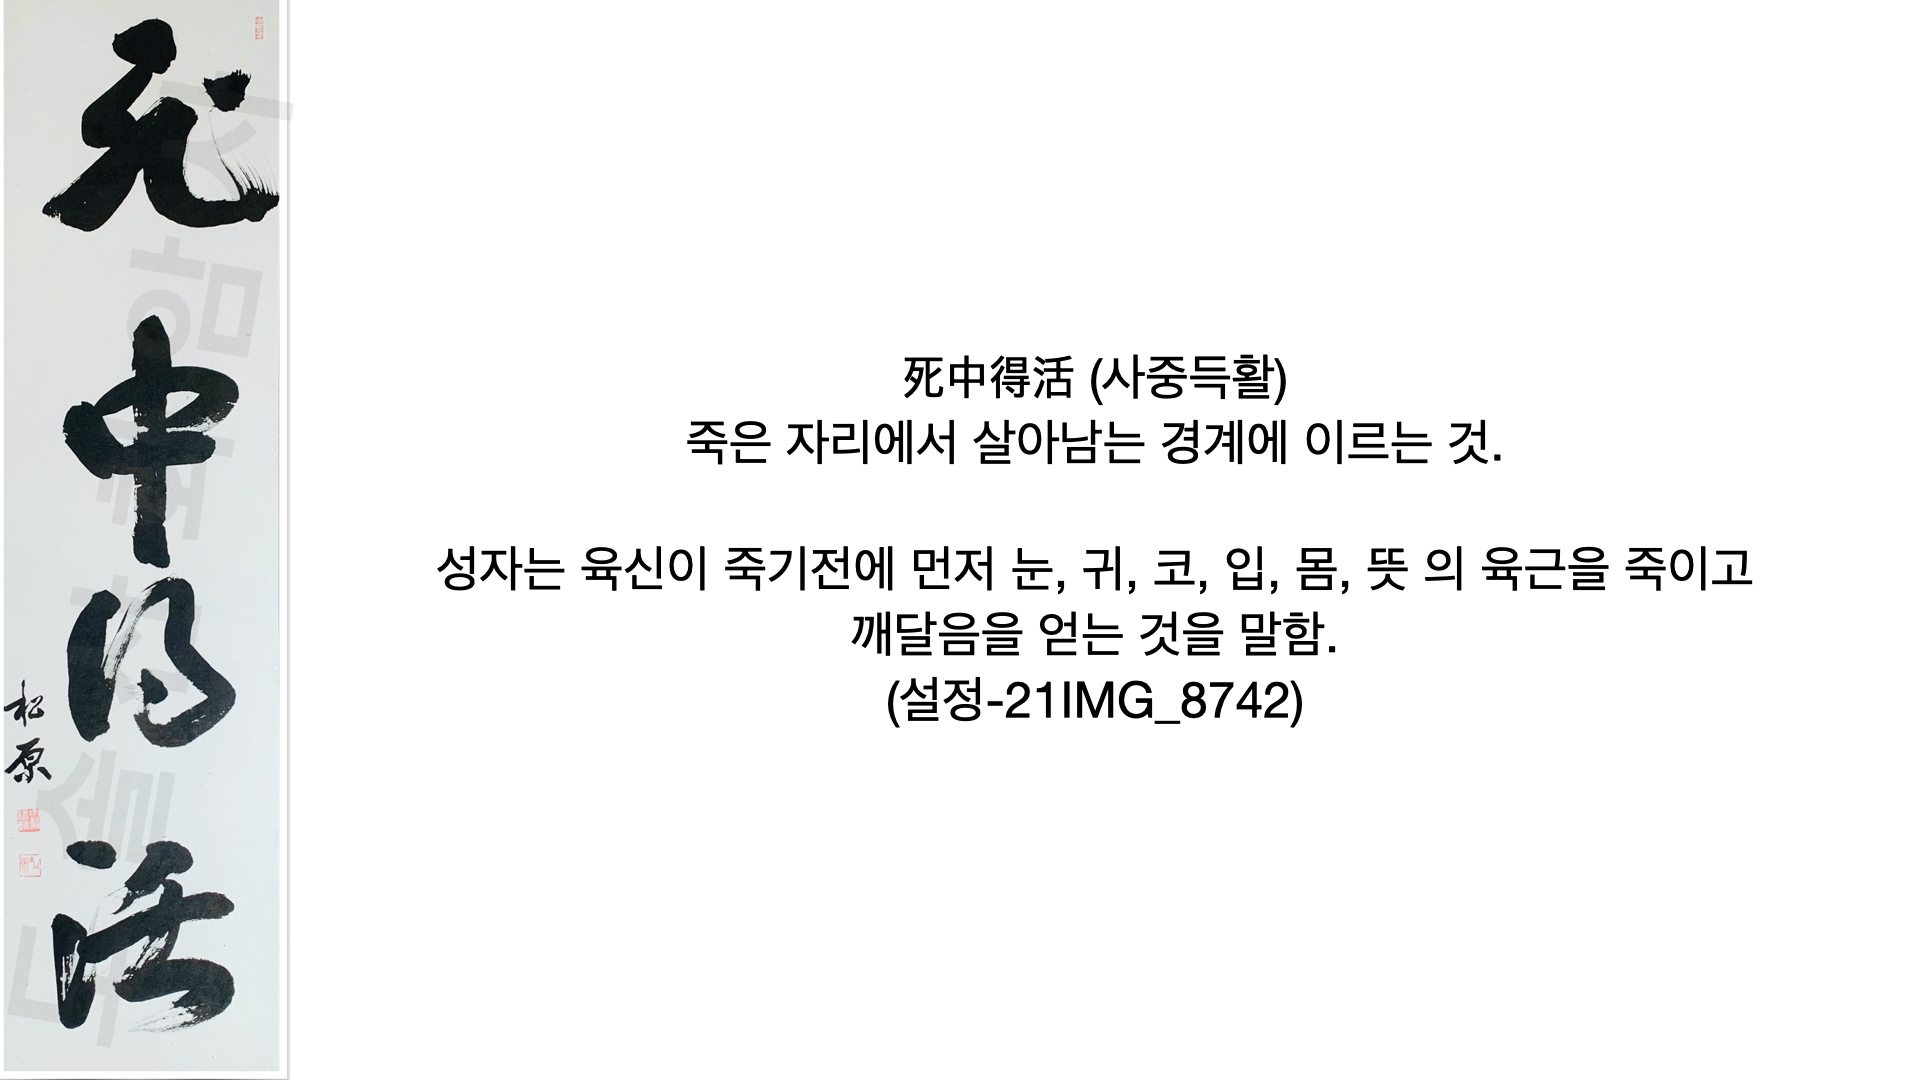 死中得活
松原
死中得活 (사중득활)
죽은 자리에서 살아남는 경계에 이르는 것.
성자는 육신이 죽기전에 먼저 눈, 귀, 코, 입, 몸, 뜻 의 육근을 죽이고
깨달음을 얻는 것을 말함.
(설정-21IMG_8742)